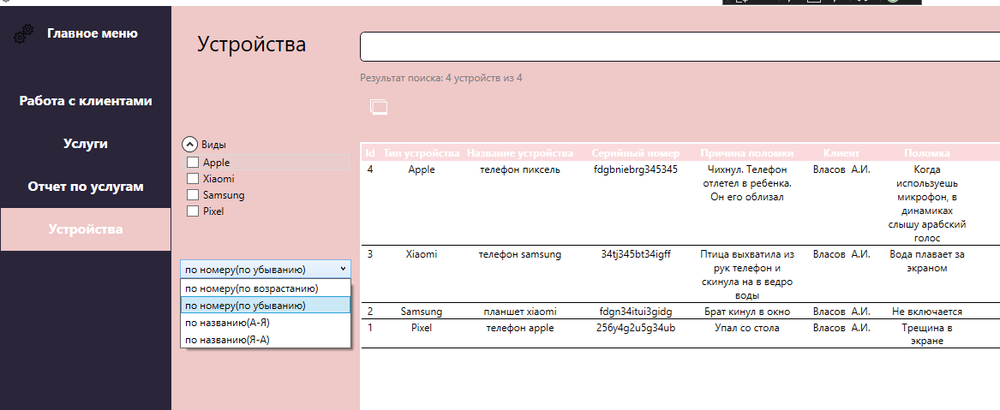 Главное меню
Работа с клиентами
Услуги
Отчет по услугам
Устройства
Устройства
Результат поиска: 4 устройств из 4
Виды
Apple
Xiaomi
Samsung
Pixel
по номеру(по убыванию)
по номеру(по возрастанию)
по номеру(по убыванию)
по названию(А-Я)
по названию(Я-А)
Id Тип устройства Название устройства Серийный номер Причина поломки Клиент Поломка
4 Apple телефон пиксель fdgbniebrg345345 Чихнул. Телефон Власов А.И. Когда
отлетел в ребенка. используешь
Он его облизал микрофон, в
динамиках
слышу арабский
голос
3 Xiaomi телефон samsung 34tj345bt34igff Птица выхватила из Власов А.И. Вода плавает за
рук телефон и экраном
скинула на в ведро
воды
2 Samsung планшет xiaomi fdgn34itui3gidg Брат кинул в окно Власов А.И. Не включается
1 Pixel телефон apple 256y4g2u5g34ub Упал со стола Власов А.И. Трещина в
экране